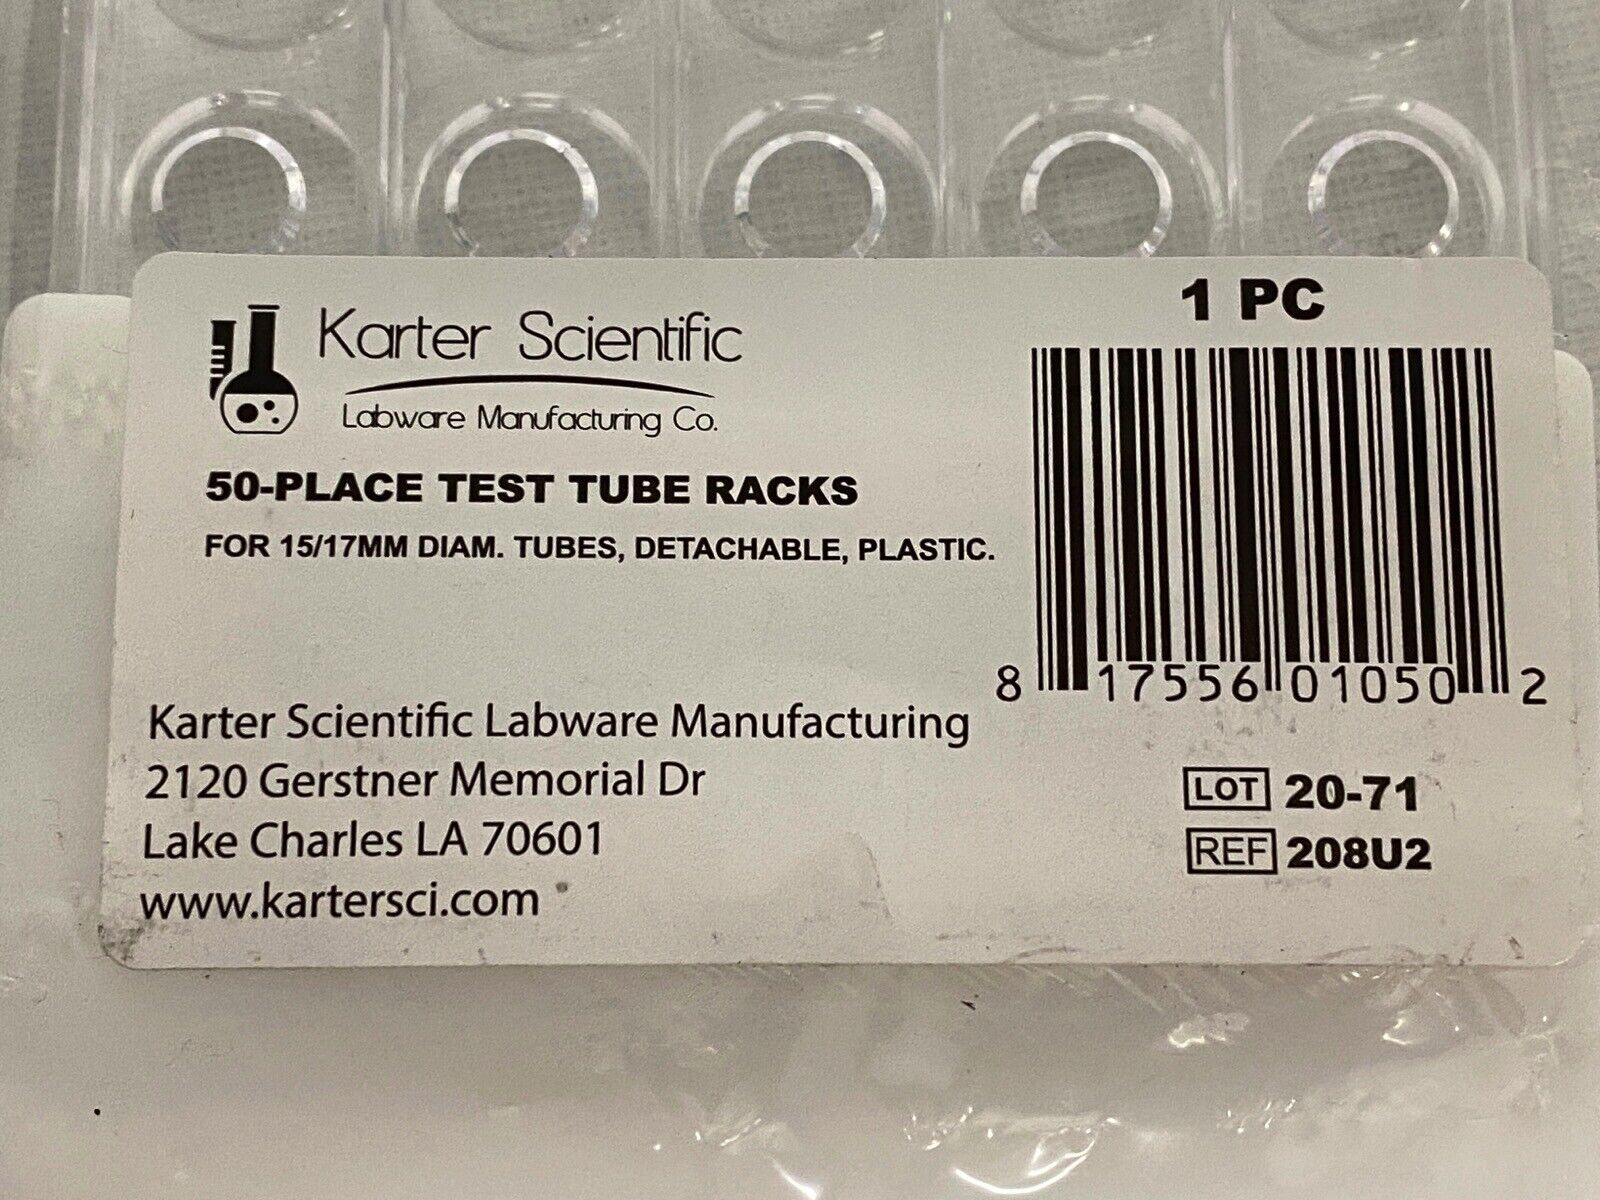 Karter Scientific
Labware Manufacturing Co.
50-PLACE TEST TUBE RACKS
FOR 15/17MM DIAM. TUBES, DETACHABLE, PLASTIC.
1 PC
8 17556 01050 2
Karter Scientific Labware Manufacturing
2120 Gerstner Memorial Dr
Lake Charles LA 70601
www.kartersci.com
LOT 20-71
REF 208U2